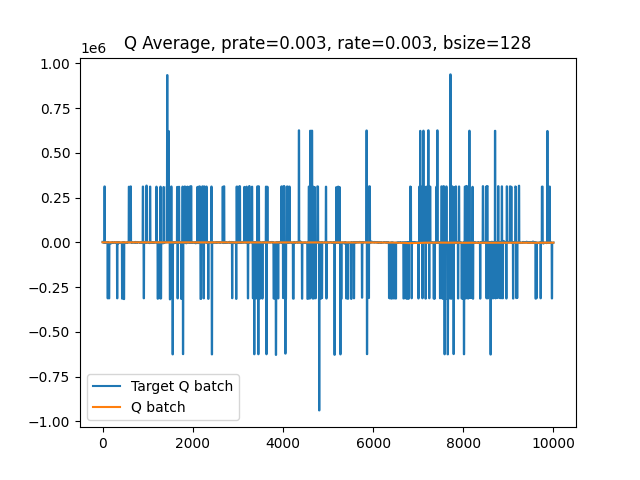 Q Average, prate=0.003, rate=0.003, bsize=128
1e6
1.00
0.75
0.50
0.25
0.00
−0.25
−0.50
−0.75
−1.00
Target Q batch
Q batch
0 2000 4000 6000 8000 10000